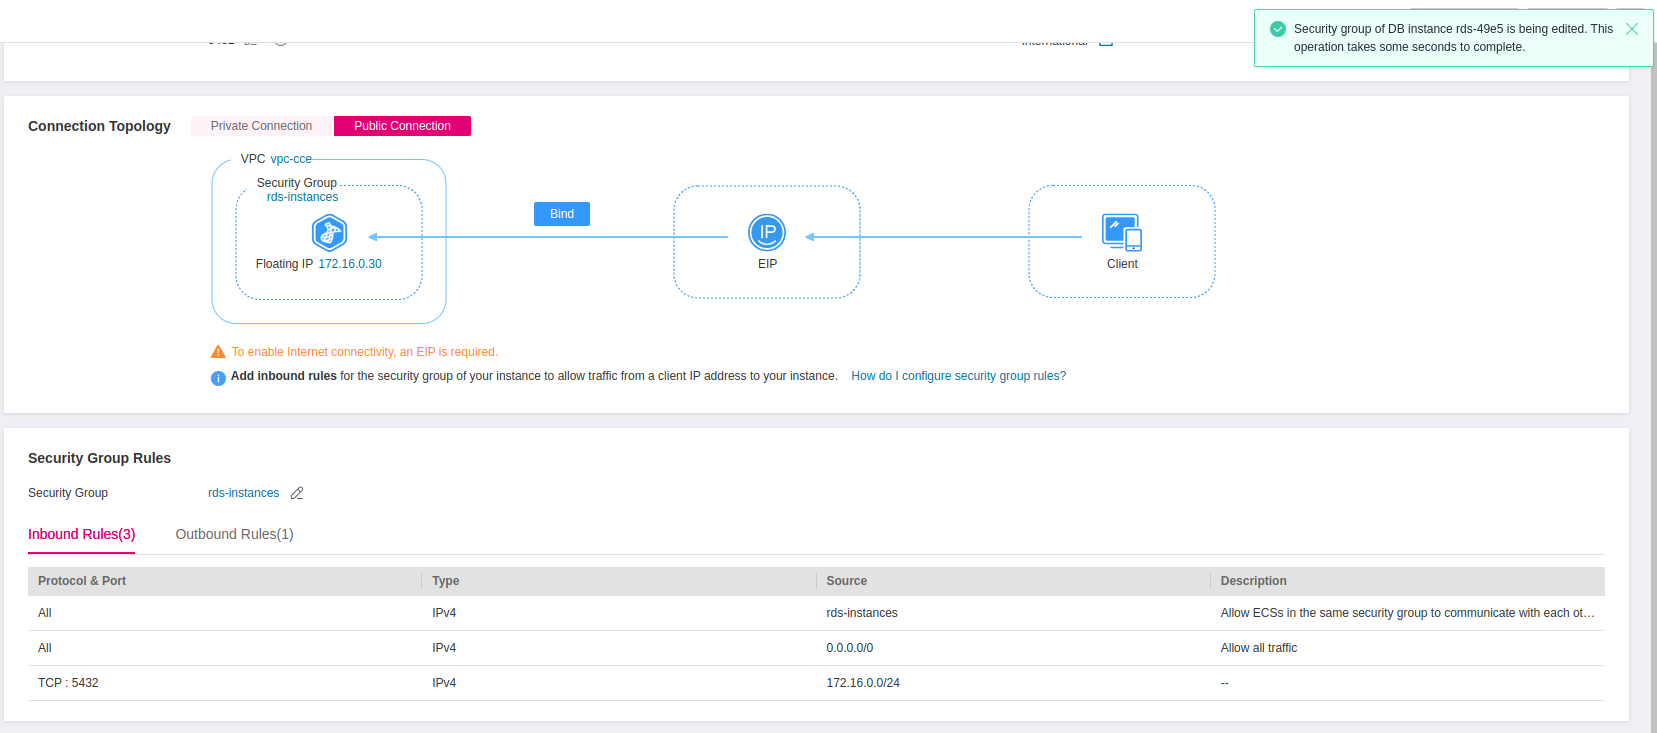 Security group of DB instance rds-49e5 is being edited. This
operation takes some seconds to complete.
Connection Topology
Private Connection
Public Connection
VPC vpc-cce
Security Group
rds-instances
Bind
IP
Floating IP 172.16.0.30
EIP
Client
To enable Internet connectivity, an EIP is required.
Add inbound rules for the security group of your instance to allow traffic from a client IP address to your instance. How do I configure security group rules?
Security Group Rules
Security Group rds-instances
Inbound Rules(3) Outbound Rules(1)
Protocol & Port Type Source Description
All IPv4 rds-instances Allow ECSs in the same security group to communicate with each ot…
All IPv4 0.0.0.0/0 Allow all traffic
TCP : 5432 IPv4 172.16.0.0/24 --